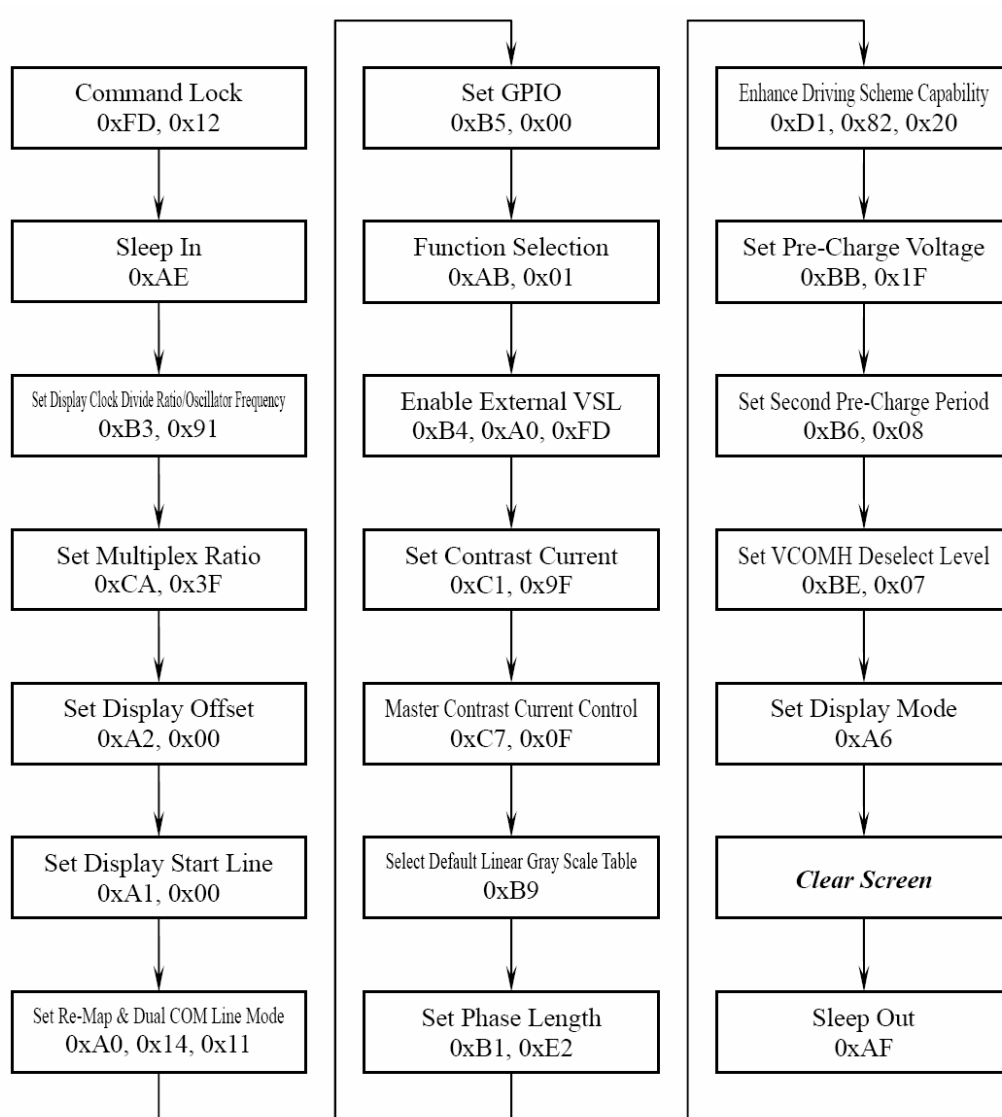 Command Lock
0xFD, 0x12
Sleep In
0xAE
Set Display Clock Divide Ratio/Oscillator Frequency
0xB3, 0x91
Set Multiplex Ratio
0xCA, 0x3F
Set Display Offset
0xA2, 0x00
Set Display Start Line
0xA1, 0x00
Set Re-Map & Dual COM Line Mode
0xA0, 0x14, 0x11
Set GPIO
0xB5, 0x00
Function Selection
0xAB, 0x01
Enable External VSL
0xB4, 0xA0, 0xFD
Set Contrast Current
0xC1, 0x9F
Master Contrast Current Control
0xC7, 0x0F
Select Default Linear Gray Scale Table
0xB9
Set Phase Length
0xB1, 0xE2
Enhance Driving Scheme Capability
0xD1, 0x82, 0x20
Set Pre-Charge Voltage
0xBB, 0x1F
Set Second Pre-Charge Period
0xB6, 0x08
Set VCOMH Deselect Level
0xBE, 0x07
Set Display Mode
0xA6
Clear Screen
Sleep Out
0xAF